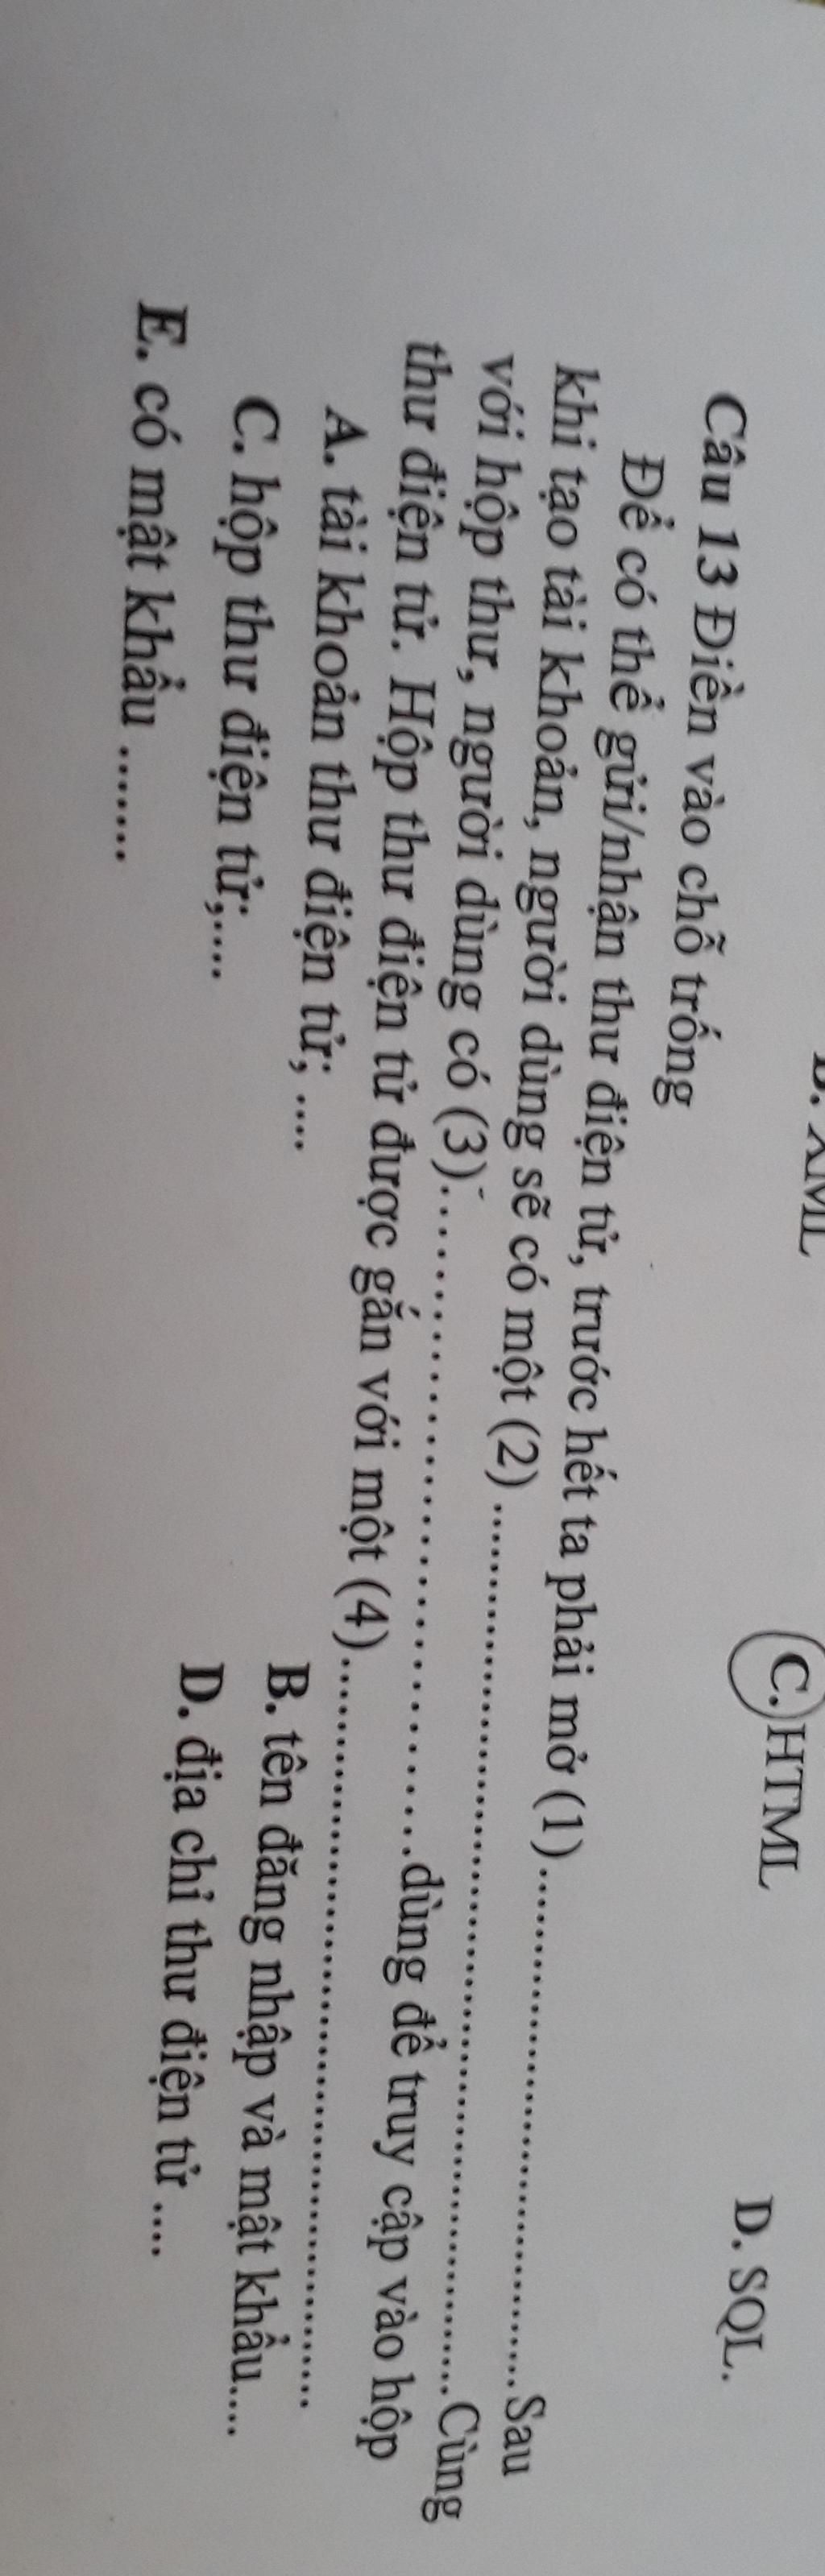 C. HTML D. SQL.
Câu 13 Điền vào chỗ trống
Để có thể gửi/nhận thư điện tử, trước hết ta phải mở (1)..............................Sau
khi tạo tài khoản, người dùng sẽ có một (2) ..............................Cùng
với hộp thư, người dùng có (3)..............................dùng để truy cập vào hộp
thư điện tử. Hộp thư điện tử được gắn với một (4)..............................
A. tài khoản thư điện tử; .... B. tên đăng nhập và mật khẩu....
C. hộp thư điện tử;.... D. địa chỉ thư điện tử ....
E. có mật khẩu .......